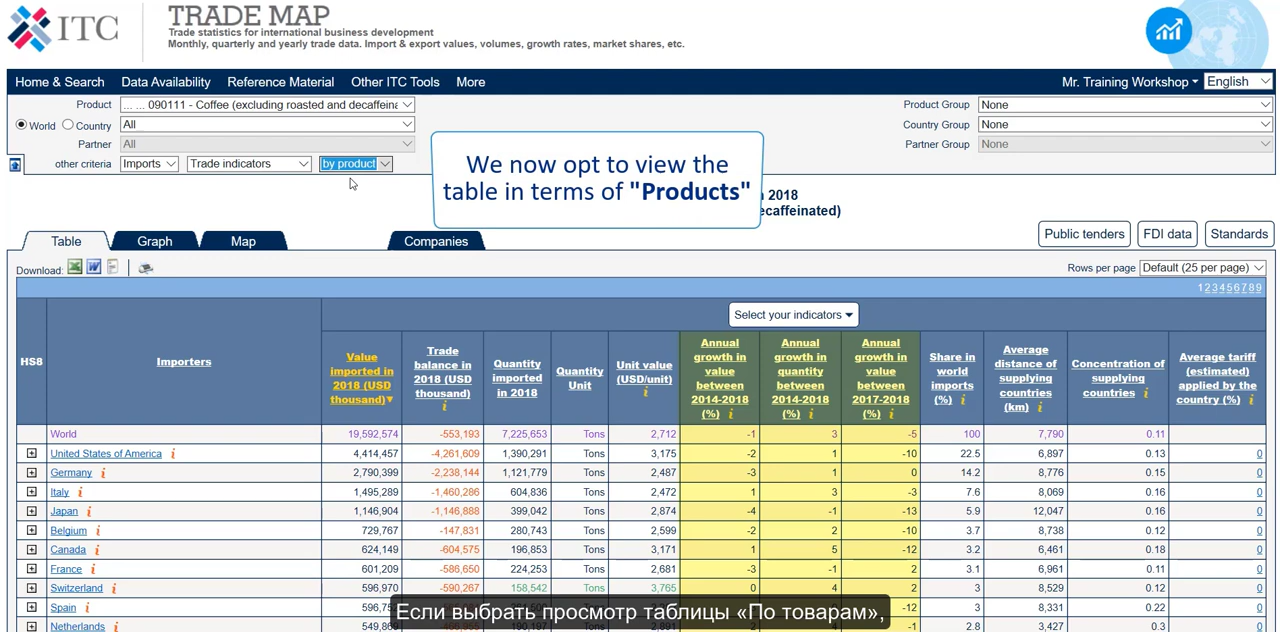 ITC
TRADE MAP
Trade statistics for international business development
Monthly, quarterly and yearly trade data. Import & export values, volumes, growth rates, market shares, etc.
Home & Search Data Availability Reference Material Other ITC Tools More Mr. Training Workshop English
Product ... ... 090111 - Coffee (excluding roasted and decaffeina Product Group None
World Country All Country Group None
Partner All Partner Group None
other criteria Imports Trade indicators by product
We now opt to view the
table in terms of "Products"
2018
ecaffeinated)
Public tenders FDI data Standards
Table Graph Map Companies
Download: Rows per page Default (25 per page)
1 2 3 4 5 6 7 8 9
Select your indicators
HS8 Importers Value imported in 2018 (USD thousand) Trade balance in 2018 (USD thousand) i Quantity imported in 2018 Quantity Unit Unit value (USD/unit) i Annual growth in value between 2014-2018 (%) i Annual growth in quantity between 2014-2018 (%) i Annual growth in value between 2017-2018 (%) i Share in world imports (%) i Average distance of supplying countries (km) i Concentration of supplying countries i Average tariff (estimated) applied by the country (%) i
World 19,592,574 -553,193 7,225,653 Tons 2,712 -1 3 -5 100 7,790 0.11
United States of America i 4,414,457 -4,261,609 1,390,291 Tons 3,175 -2 1 -10 22.5 6,897 0.13 0
Germany i 2,790,399 -2,238,144 1,121,779 Tons 2,487 -3 1 0 14.2 8,776 0.15 0
Italy i 1,495,289 -1,460,286 604,836 Tons 2,472 1 3 -3 7.6 8,069 0.16 0
Japan i 1,146,904 -1,146,888 399,042 Tons 2,874 -4 -1 -13 5.9 12,047 0.16 0
Belgium i 729,767 -147,831 280,743 Tons 2,599 -2 2 -10 3.7 8,738 0.12 0
Canada i 624,149 -604,575 196,853 Tons 3,171 1 5 -12 3.2 6,461 0.18 0
France i 601,209 -586,650 224,253 Tons 2,681 -3 -1 2 3.1 6,961 0.11 0
Switzerland i 596,970 -590,267 158,542 Tons 3,765 0 4 2 3 8,529 0.12 0
Spain i -12 3 8,331 0.22 0
Netherlands i -1 2.8 3,427 0.3 0
Если выбрать просмотр таблицы «По товарам»,